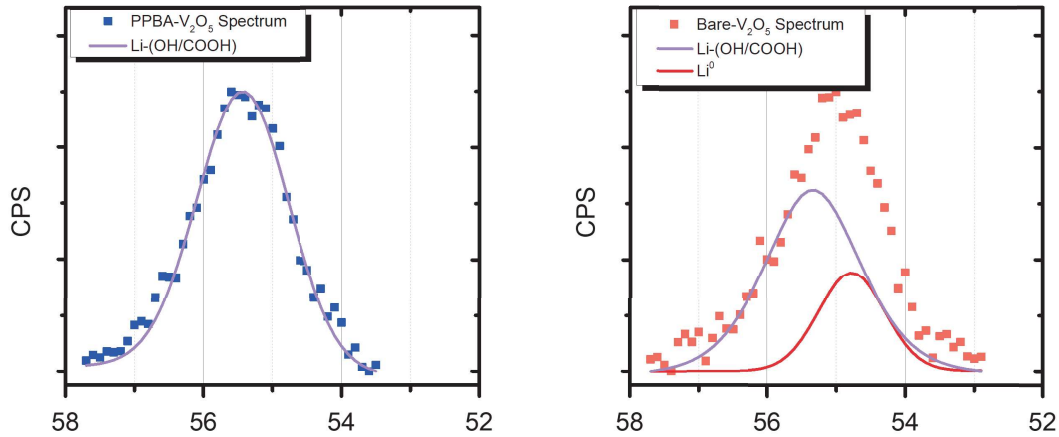 PPBA-V₂O₅ Spectrum
Li-(OH/COOH)
CPS
58 56 54 52
Bare-V₂O₅ Spectrum
Li-(OH/COOH)
Li⁰
CPS
58 56 54 52